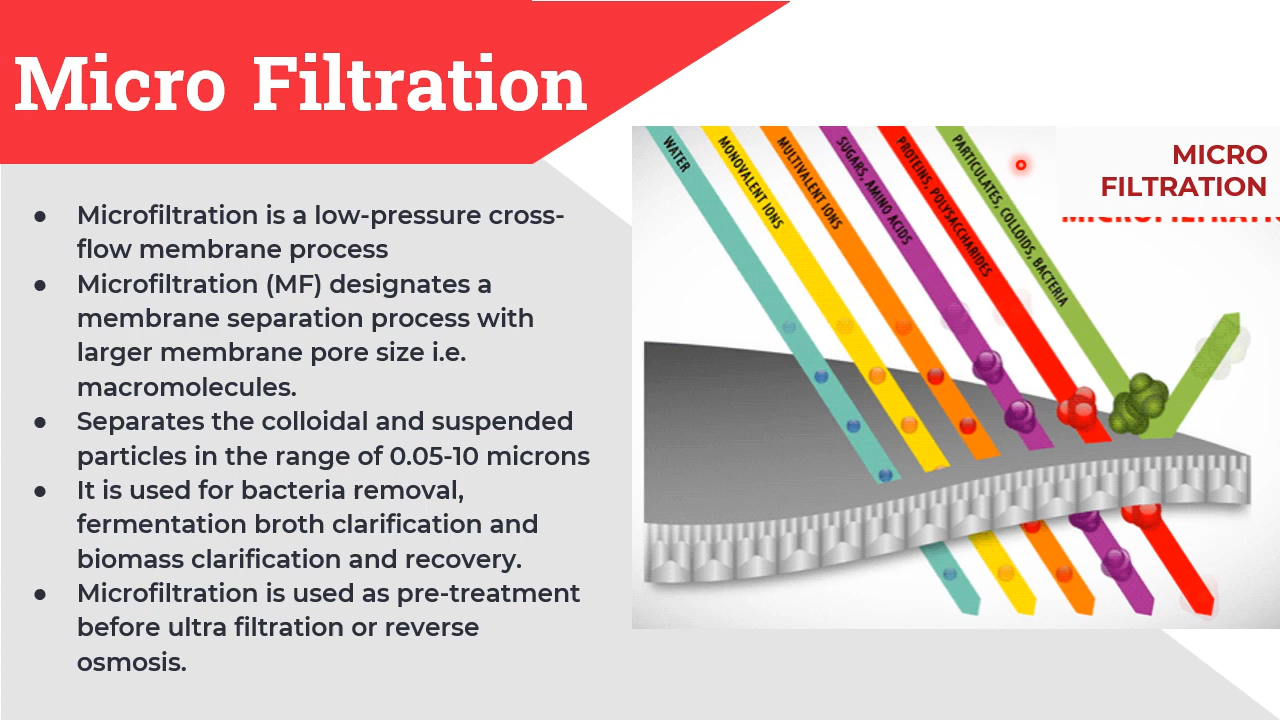 Micro Filtration
● Microfiltration is a low-pressure cross-
flow membrane process
● Microfiltration (MF) designates a
membrane separation process with
larger membrane pore size i.e.
macromolecules.
● Separates the colloidal and suspended
particles in the range of 0.05-10 microns
● It is used for bacteria removal,
fermentation broth clarification and
biomass clarification and recovery.
● Microfiltration is used as pre-treatment
before ultra filtration or reverse
osmosis.
WATER
MONOVALENT IONS
MULTIVALENT IONS
SUGARS, AMINO ACIDS
PROTEINS, POLYSACCHARIDES
PARTICULATES, COLLOIDS, BACTERIA
MICRO
FILTRATION